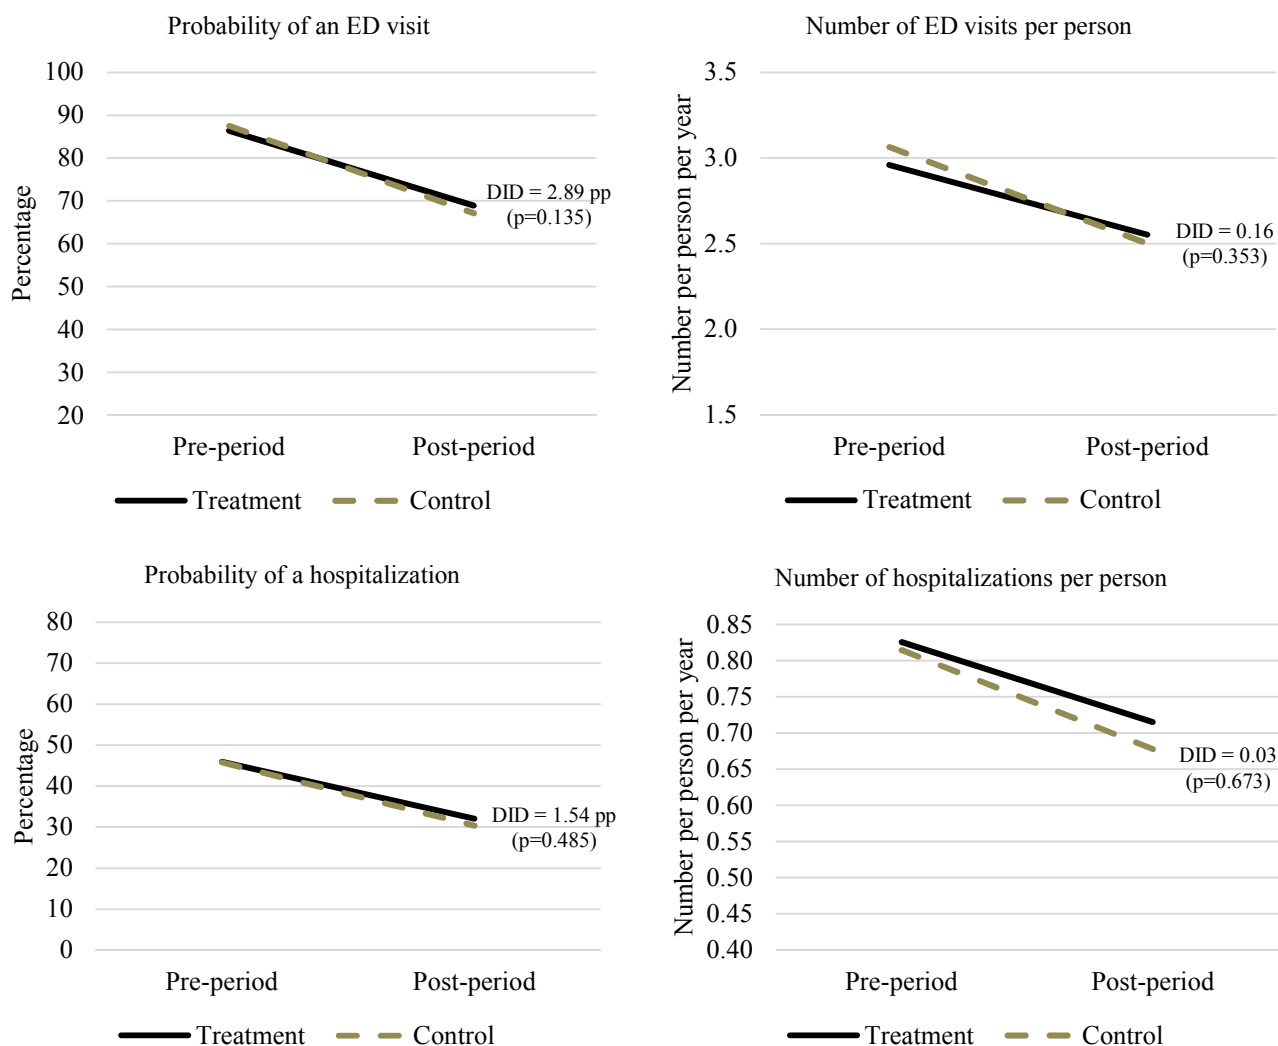 Probability of an ED visit
100
90
80
70
60
50
40
30
20
Percentage
DID = 2.89 pp
(p=0.135)
Pre-period
Post-period
Treatment
Control
Number of ED visits per person
3.5
3.0
2.5
2.0
1.5
Number per person per year
DID = 0.16
(p=0.353)
Pre-period
Post-period
Treatment
Control
Probability of a hospitalization
80
70
60
50
40
30
20
10
0
Percentage
DID = 1.54 pp
(p=0.485)
Pre-period
Post-period
Treatment
Control
Number of hospitalizations per person
0.85
0.80
0.75
0.70
0.65
0.60
0.55
0.50
0.45
0.40
Number per person per year
DID = 0.03
(p=0.673)
Pre-period
Post-period
Treatment
Control